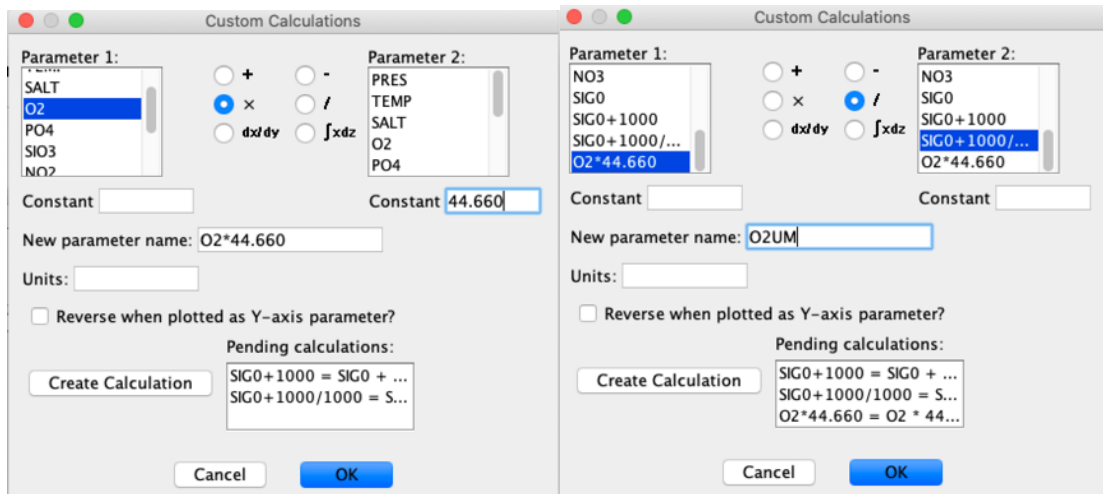 Custom Calculations
Parameter 1:
TEMP
SALT
O2
PO4
SIO3
NO2
+
-
×
/
dx/dy
∫xdz
Parameter 2:
PRES
TEMP
SALT
O2
PO4
Constant
Constant 44.660
New parameter name: O2*44.660
Units:
Reverse when plotted as Y-axis parameter?
Pending calculations:
Create Calculation
SIG0+1000 = SIG0 + ...
SIG0+1000/1000 = S...
Cancel
OK
Custom Calculations
Parameter 1:
NO3
SIG0
SIG0+1000
SIG0+1000/...
O2*44.660
+
-
×
/
dx/dy
∫xdz
Parameter 2:
NO3
SIG0
SIG0+1000
SIG0+1000/...
O2*44.660
Constant
Constant
New parameter name: O2UM
Units:
Reverse when plotted as Y-axis parameter?
Pending calculations:
Create Calculation
SIG0+1000 = SIG0 + ...
SIG0+1000/1000 = S...
O2*44.660 = O2 * 44...
Cancel
OK